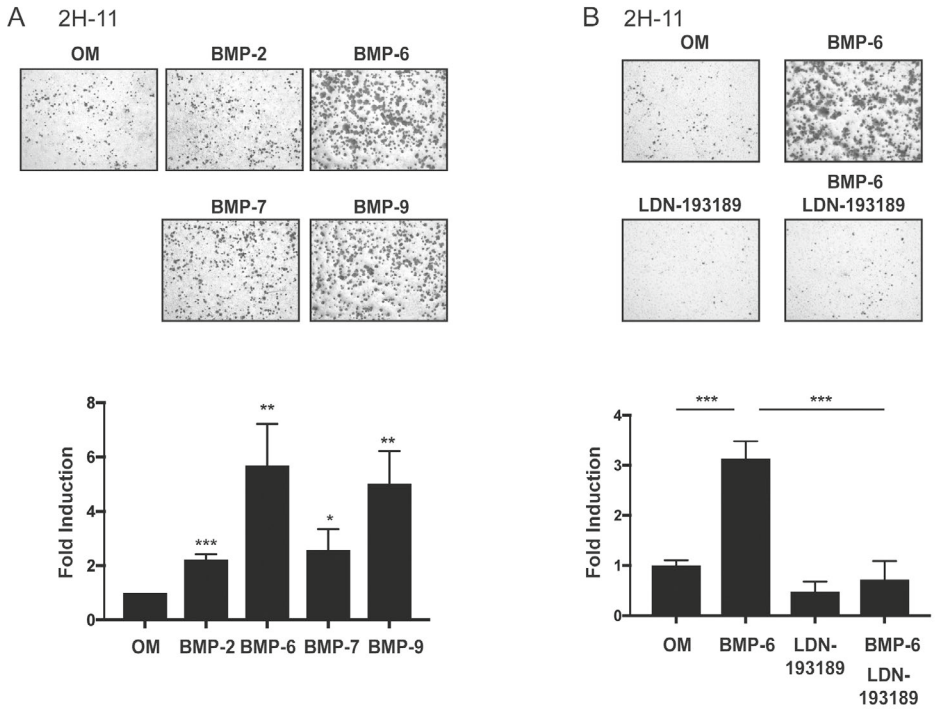 A 2H-11
OM BMP-2 BMP-6
BMP-7 BMP-9
8
6
4
2
0
Fold Induction
***
**
*
**
OM BMP-2 BMP-6 BMP-7 BMP-9
B 2H-11
OM BMP-6
LDN-193189
BMP-6
LDN-193189
4
3
2
1
0
Fold Induction
*** ***
OM BMP-6
LDN-
193189
BMP-6
LDN-
193189